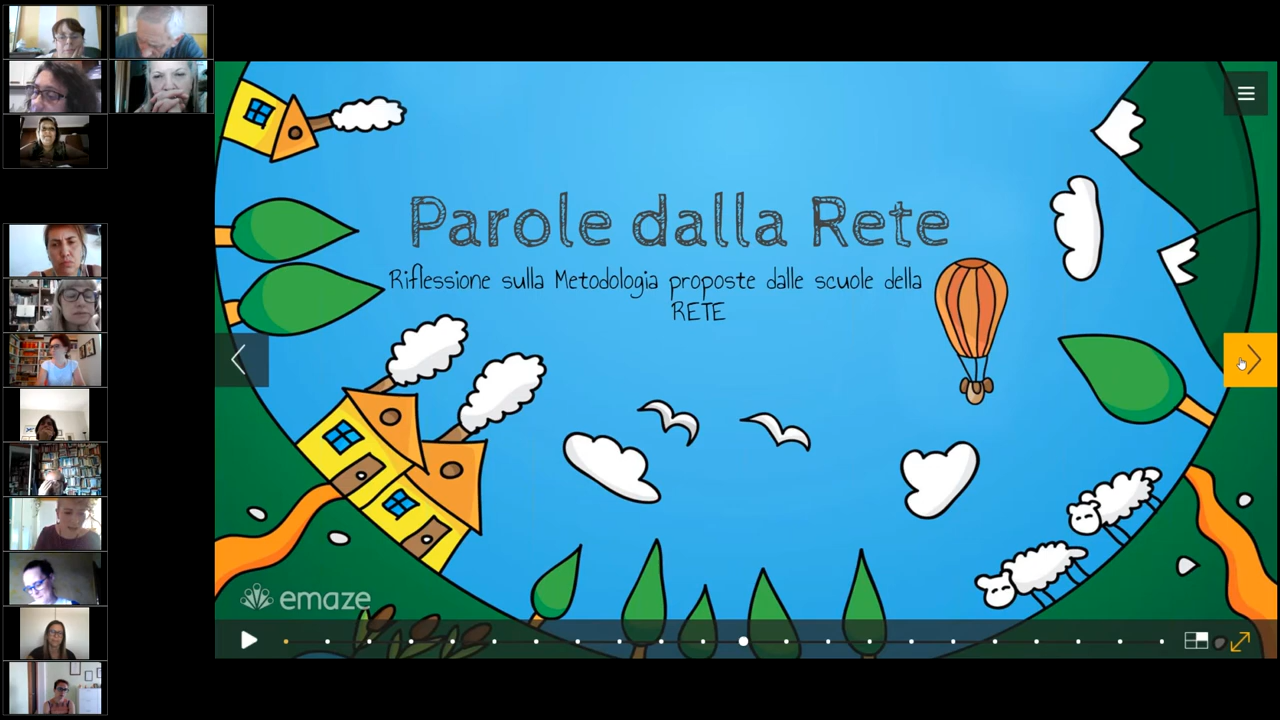 Parole dalla Rete
Riflessione sulla Metodologia proposte dalle scuole della
RETE
emaze